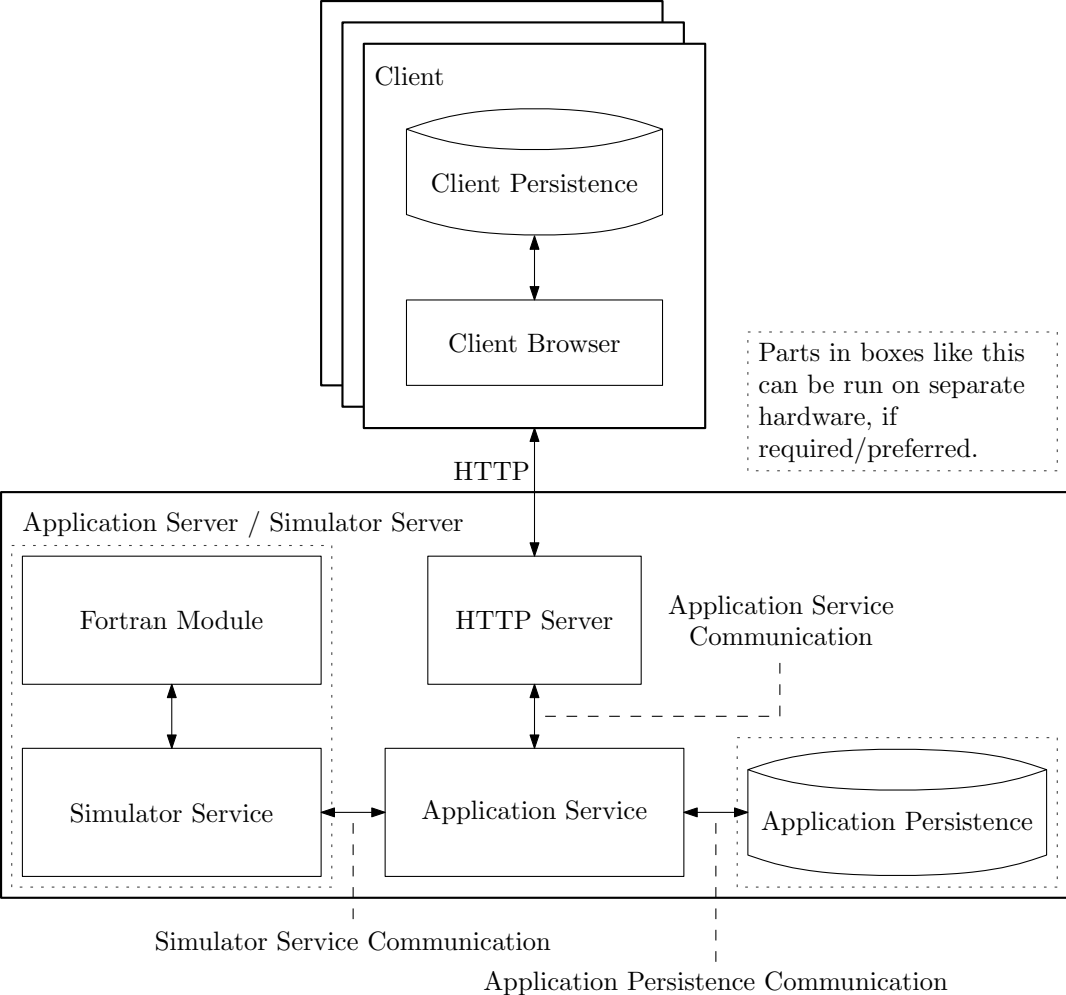 Client
Client Persistence
Client Browser
Parts in boxes like this
can be run on separate
hardware, if
required/preferred.
HTTP
Application Server / Simulator Server
Fortran Module
HTTP Server
Application Service
Communication
Simulator Service
Application Service
Application Persistence
Simulator Service Communication
Application Persistence Communication